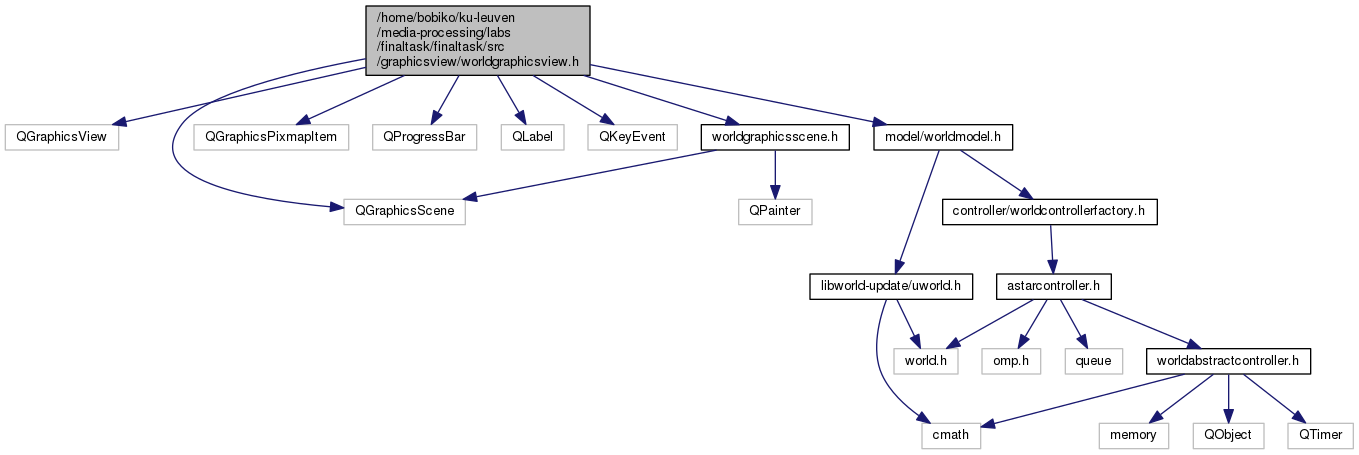 /home/bobiko/ku-leuven
/media-processing/labs
/finaltask/finaltask/src
/graphicsview/worldgraphicsview.h
QGraphicsView
QGraphicsPixmapItem
QProgressBar
QLabel
QKeyEvent
worldgraphicsscene.h
model/worldmodel.h
QGraphicsScene
QPainter
controller/worldcontrollerfactory.h
libworld-update/uworld.h
astarcontroller.h
world.h
omp.h
queue
worldabstractcontroller.h
cmath
memory
QObject
QTimer